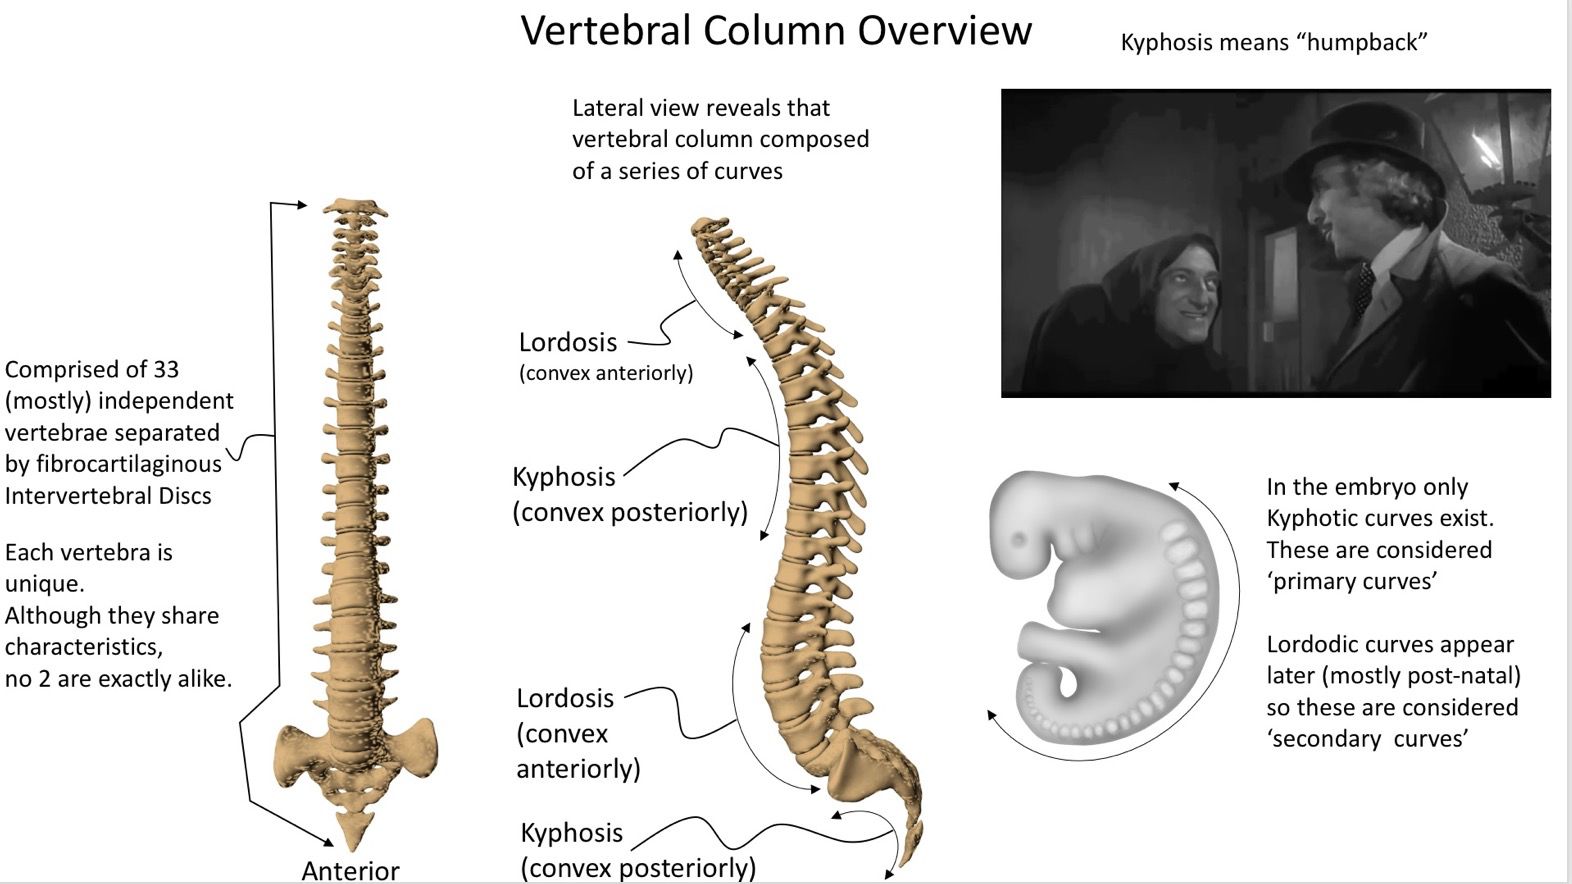 Vertebral Column Overview
Kyphosis means “humpback”
Lateral view reveals that
vertebral column composed
of a series of curves
Comprised of 33
(mostly) independent
vertebrae separated
by fibrocartilaginous
Intervertebral Discs
Each vertebra is
unique.
Although they share
characteristics,
no 2 are exactly alike.
Anterior
Lordosis
(convex anteriorly)
Kyphosis
(convex posteriorly)
Lordosis
(convex
anteriorly)
Kyphosis
(convex posteriorly)
In the embryo only
Kyphotic curves exist.
These are considered
‘primary curves’
Lordodic curves appear
later (mostly post-natal)
so these are considered
‘secondary  curves’